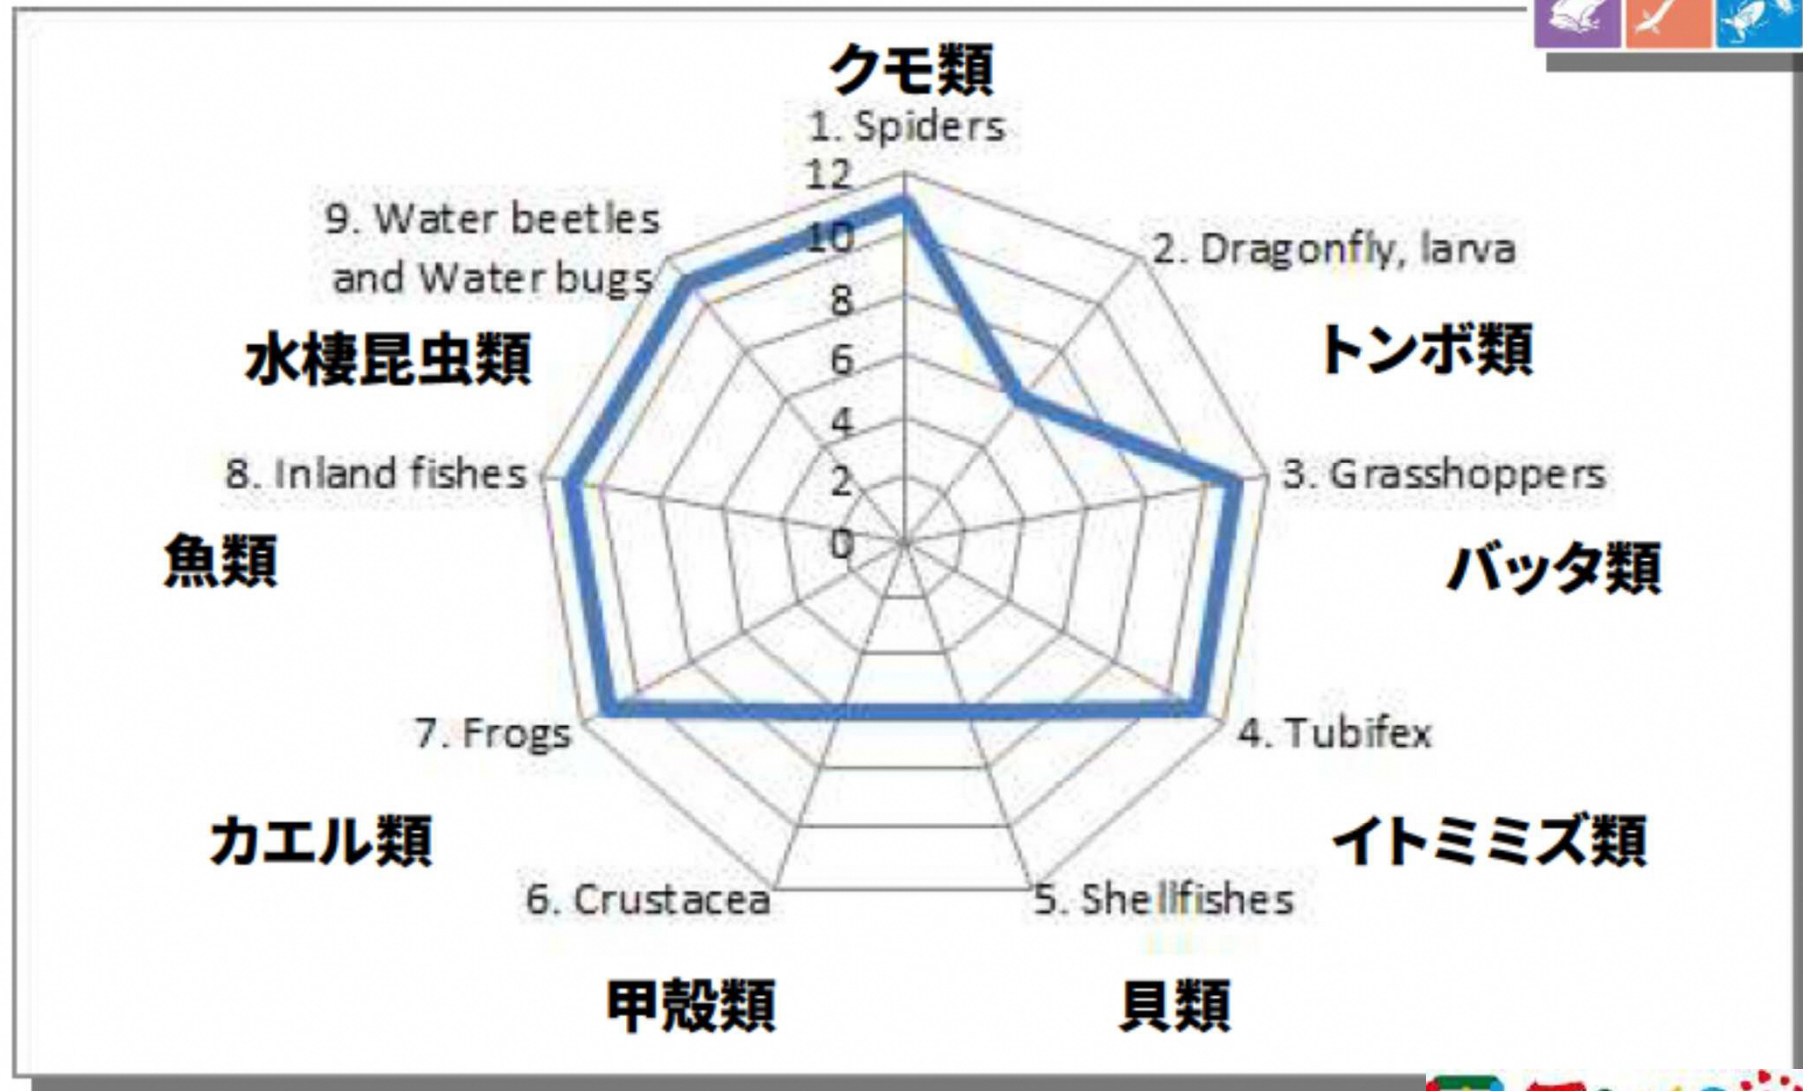 クモ類
1. Spiders
12
10
8
6
4
2
0
2. Dragonfly, larva
トンボ類
3. Grasshoppers
バッタ類
4. Tubifex
イトミミズ類
5. Shellfishes
貝類
6. Crustacea
甲殻類
7. Frogs
カエル類
8. Inland fishes
魚類
9. Water beetles
and Water bugs
水棲昆虫類